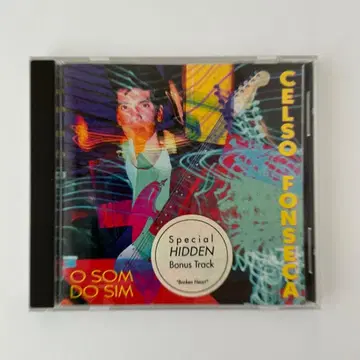 CELSO FONSECA
Special
HIDDEN
Bonus Track
"Broken Heart"
O SOM
DO SIM